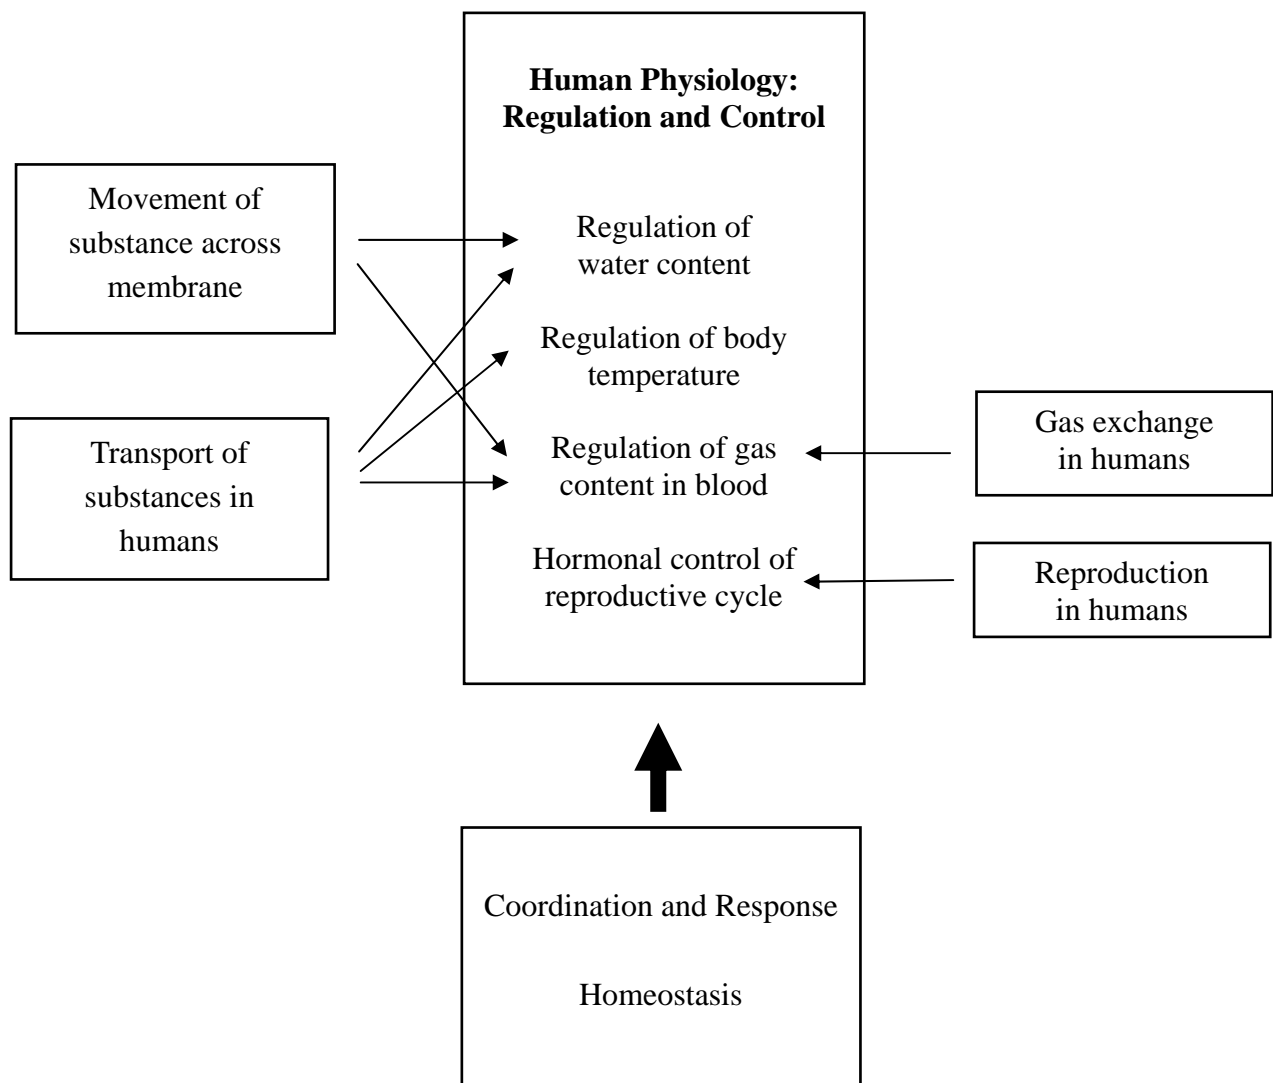 Human Physiology:
Regulation and Control
Movement of
substance across
membrane
Regulation of
water content
Regulation of body
temperature
Transport of
substances in
humans
Regulation of gas
content in blood
Gas exchange
in humans
Hormonal control of
reproductive cycle
Reproduction
in humans
Coordination and Response
Homeostasis